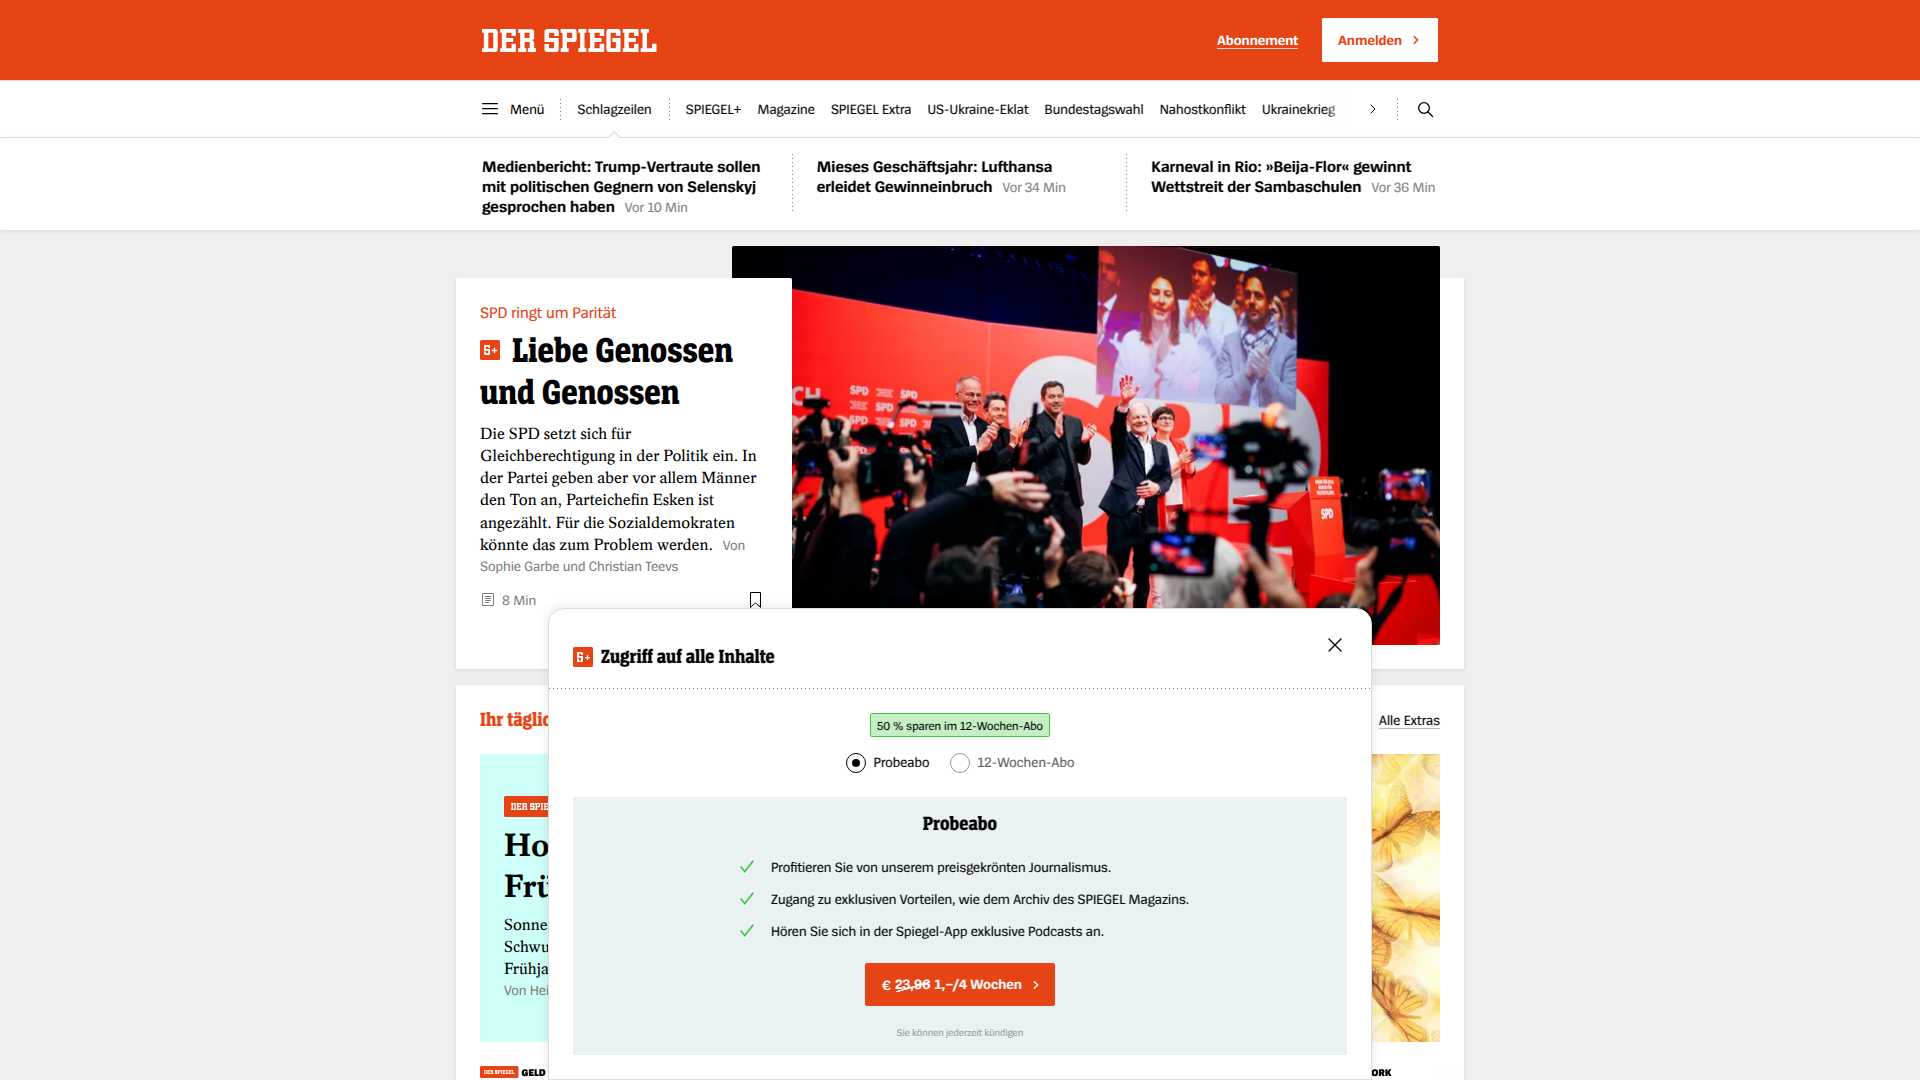 DER SPIEGEL
Abonnement
Anmelden
Menü
Schlagzeilen
SPIEGEL+
Magazine
SPIEGEL Extra
US-Ukraine-Eklat
Bundestagswahl
Nahostkonflikt
Ukrainekrieg
Medienbericht: Trump-Vertraute sollen
mit politischen Gegnern von Selenskyj
gesprochen haben Vor 10 Min
Mieses Geschäftsjahr: Lufthansa
erleidet Gewinneinbruch Vor 34 Min
Karneval in Rio: »Beija-Flor« gewinnt
Wettstreit der Sambaschulen Vor 36 Min
SPD ringt um Parität
S+ Liebe Genossen
und Genossen
Die SPD setzt sich für
Gleichberechtigung in der Politik ein. In
der Partei geben aber vor allem Männer
den Ton an, Parteichefin Esken ist
angezählt. Für die Sozialdemokraten
könnte das zum Problem werden. Von
Sophie Garbe und Christian Teevs
8 Min
SPD SPD
SPD
SPD SPD
SPD
S+ Zugriff auf alle Inhalte
50 % sparen im 12-Wochen-Abo
Probeabo
12-Wochen-Abo
Probeabo
Profitieren Sie von unserem preisgekrönten Journalismus.
Zugang zu exklusiven Vorteilen, wie dem Archiv des SPIEGEL Magazins.
Hören Sie sich in der Spiegel-App exklusive Podcasts an.
€ 23,96 1,–/4 Wochen
Sie können jederzeit kündigen
Ihr täglic
Alle Extras
DER SPIE
Ho
Frü
Sonne
Schwu
Frühja
Von Hei
DER SPIEGEL GELD
ORK